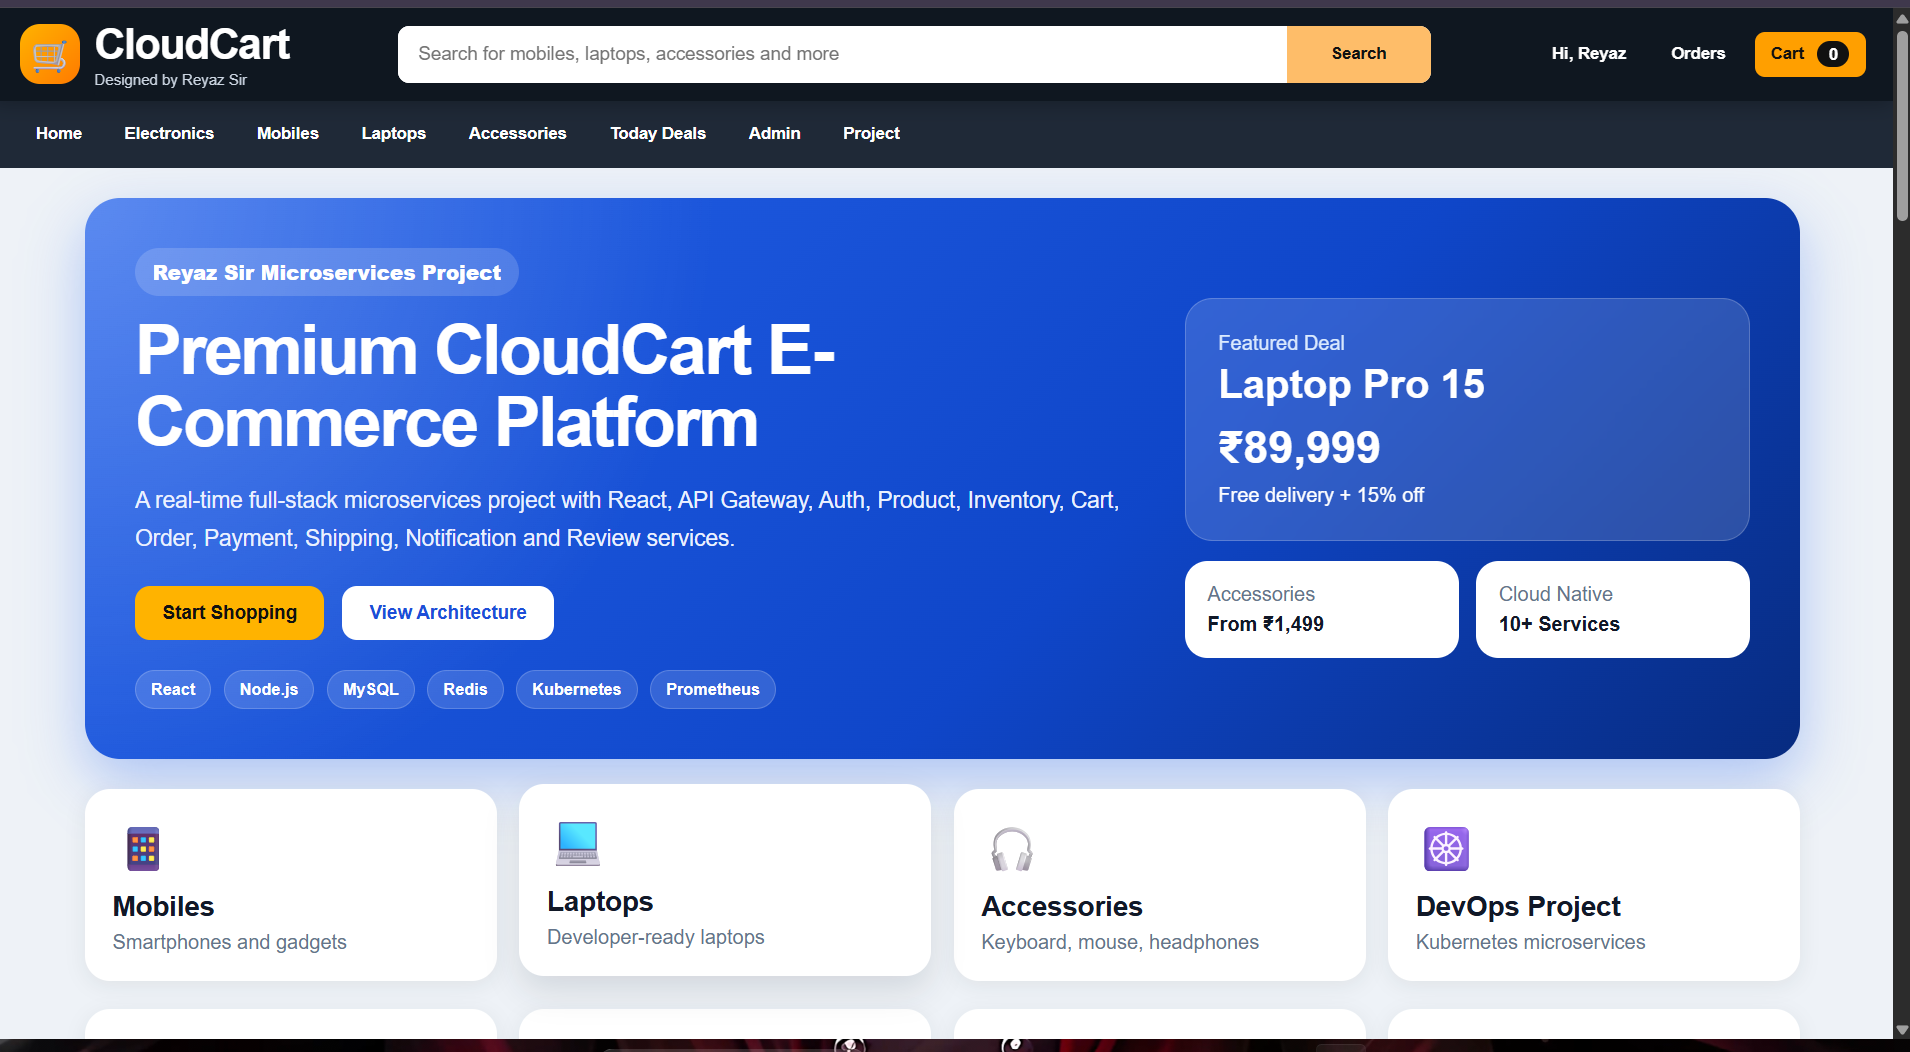 CloudCart
Designed by Reyaz Sir
Search for mobiles, laptops, accessories and more
Search
Hi, Reyaz
Orders
Cart 0
Home
Electronics
Mobiles
Laptops
Accessories
Today Deals
Admin
Project
Reyaz Sir Microservices Project
Premium CloudCart E-
Commerce Platform
A real-time full-stack microservices project with React, API Gateway, Auth, Product, Inventory, Cart,
Order, Payment, Shipping, Notification and Review services.
Start Shopping
View Architecture
React
Node.js
MySQL
Redis
Kubernetes
Prometheus
Featured Deal
Laptop Pro 15
₹89,999
Free delivery + 15% off
Accessories
From ₹1,499
Cloud Native
10+ Services
Mobiles
Smartphones and gadgets
Laptops
Developer-ready laptops
Accessories
Keyboard, mouse, headphones
DevOps Project
Kubernetes microservices